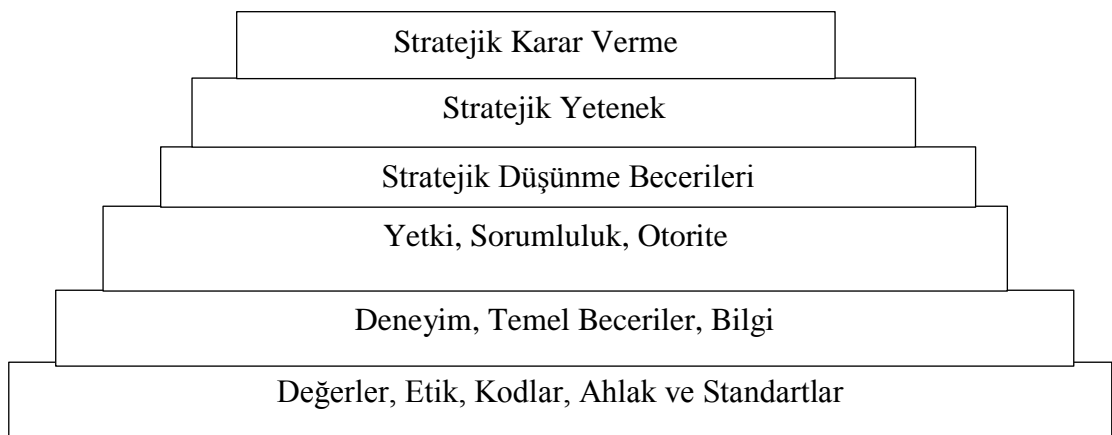 Stratejik Karar Verme
Stratejik Yetenek
Stratejik Düşünme Becerileri
Yetki, Sorumluluk, Otorite
Deneyim, Temel Beceriler, Bilgi
Değerler, Etik, Kodlar, Ahlak ve Standartlar